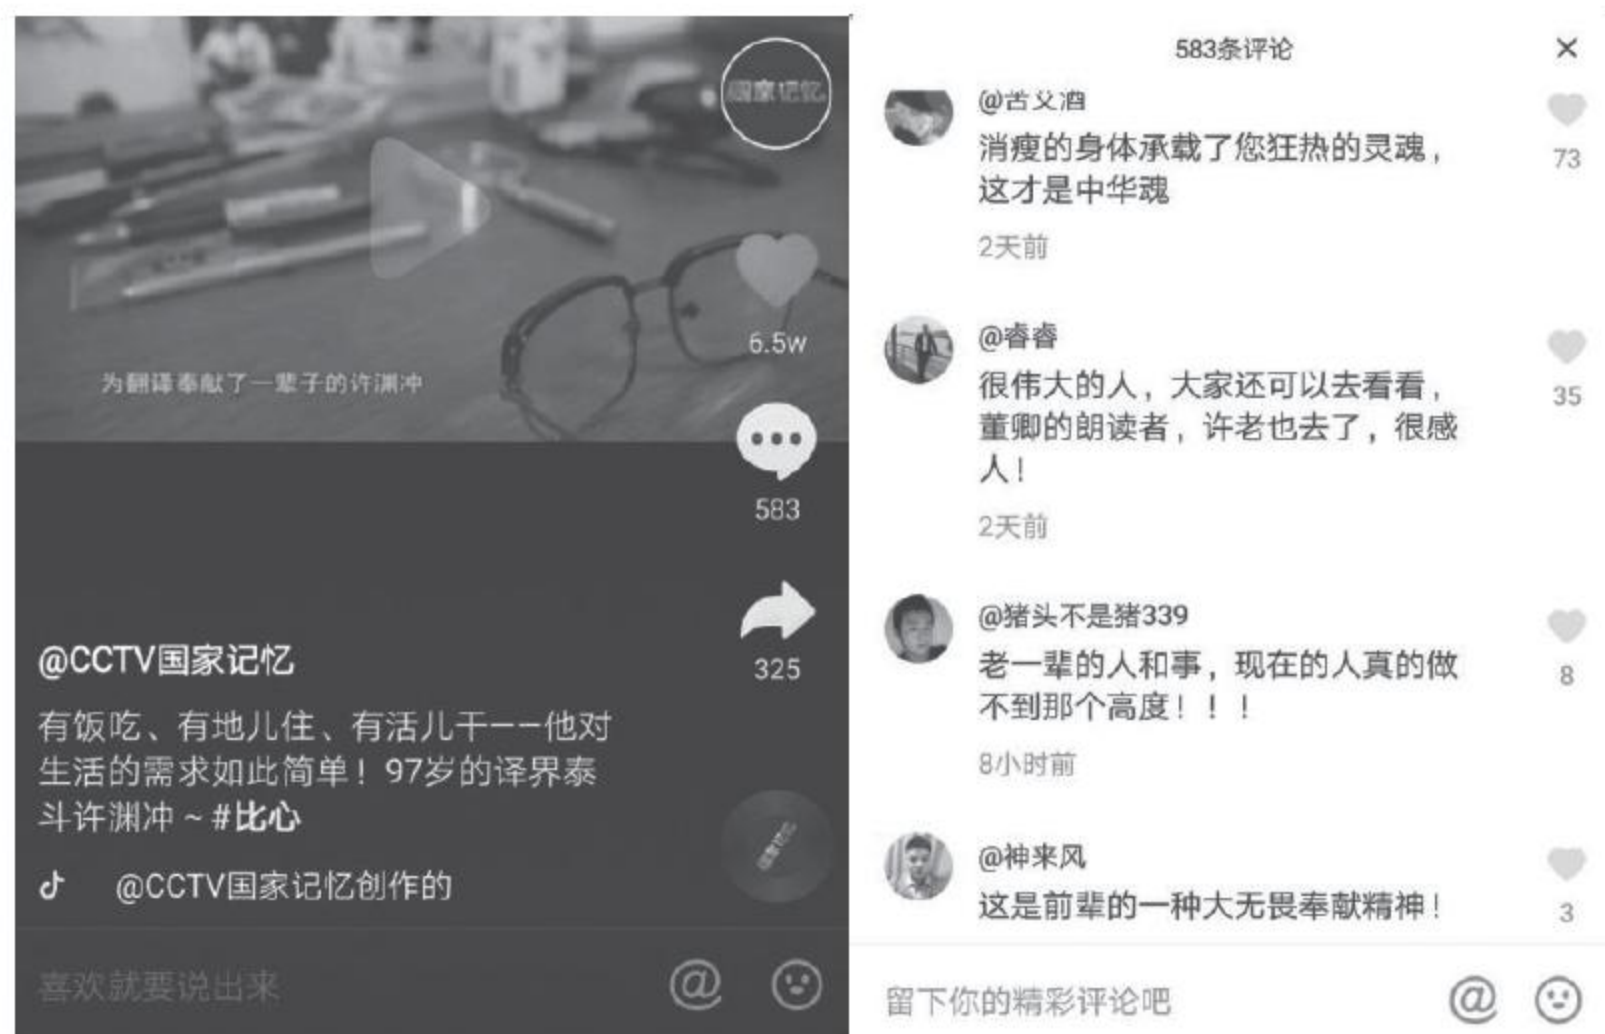 国家记忆
6.5w
为翻译奉献了一辈子的许渊冲
583
325
@CCTV国家记忆
有饭吃、有地儿住、有活儿干——他对
生活的需求如此简单！97岁的译界泰
斗许渊冲~#比心
@CCTV国家记忆创作的
国家记忆
喜欢就要说出来
583条评论
@苦艾酒
73
消瘦的身体承载了您狂热的灵魂，
这才是中华魂
2天前
@睿睿
35
很伟大的人，大家还可以去看看，
董卿的朗读者，许老也去了，很感
人！
2天前
@猪头不是猪339
8
老一辈的人和事，现在的人真的做
不到那个高度！！！
8小时前
@神来风
3
这是前辈的一种大无畏奉献精神！
留下你的精彩评论吧